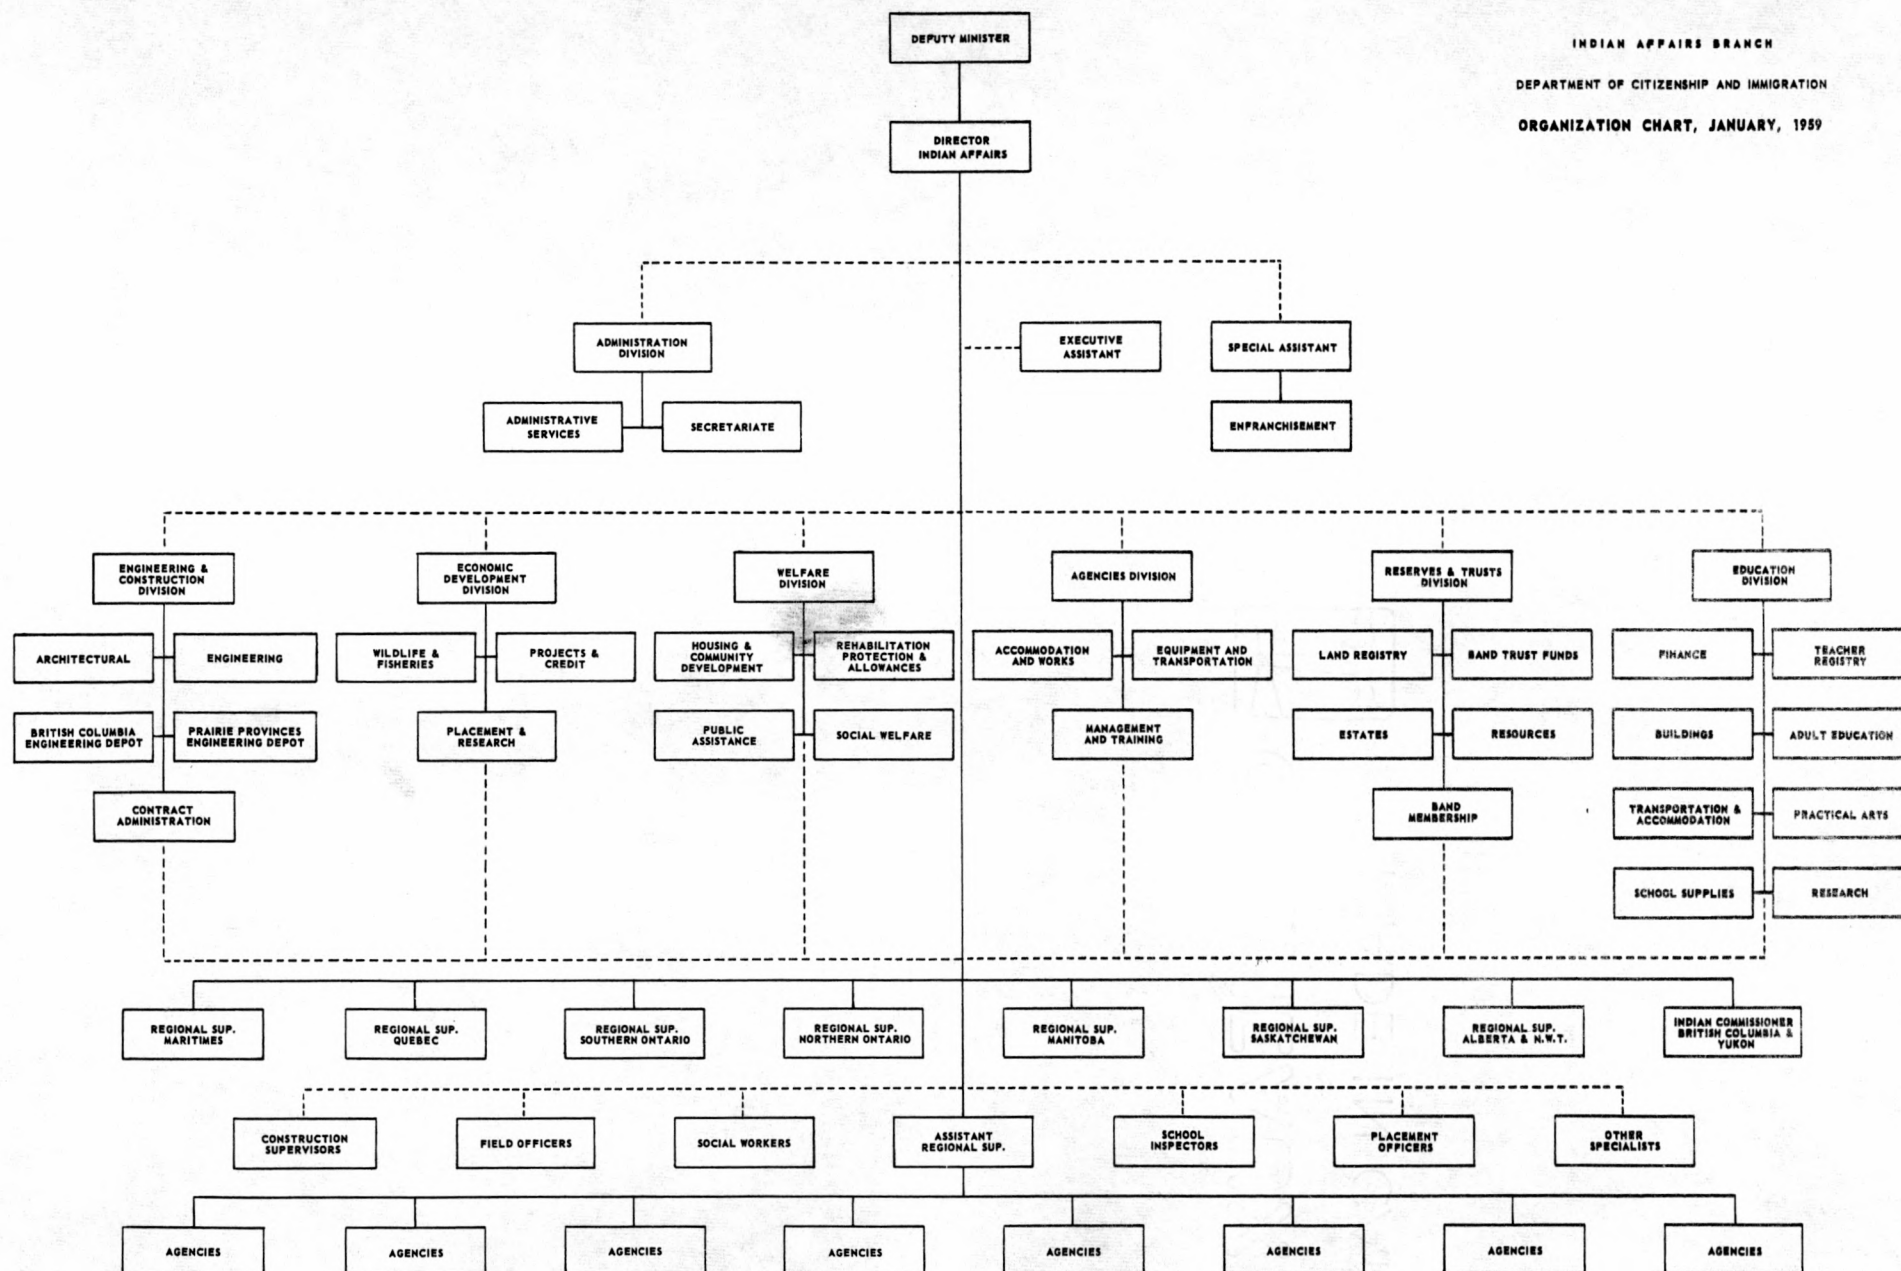 DEPUTY MINISTER
INDIAN AFFAIRS BRANCH
DEPARTMENT OF CITIZENSHIP AND IMMIGRATION
ORGANIZATION CHART, JANUARY, 1959
DIRECTOR
INDIAN AFFAIRS
ADMINISTRATION
DIVISION
EXECUTIVE
ASSISTANT
SPECIAL ASSISTANT
ADMINISTRATIVE
SERVICES
SECRETARIATE
ENFRANCHISEMENT
ENGINEERING &
CONSTRUCTION
DIVISION
ECONOMIC
DEVELOPMENT
DIVISION
WELFARE
DIVISION
AGENCIES DIVISION
RESERVES & TRUSTS
DIVISION
EDUCATION
DIVISION
ARCHITECTURAL
ENGINEERING
WILDLIFE &
FISHERIES
PROJECTS &
CREDIT
HOUSING &
COMMUNITY
DEVELOPMENT
REHABILITATION
PROTECTION &
ALLOWANCES
ACCOMMODATION
AND WORKS
EQUIPMENT AND
TRANSPORTATION
LAND REGISTRY
BAND TRUST FUNDS
FINANCE
TEACHER
REGISTRY
BRITISH COLUMBIA
ENGINEERING DEPOT
PRAIRIE PROVINCES
ENGINEERING DEPOT
PLACEMENT &
RESEARCH
PUBLIC
ASSISTANCE
SOCIAL WELFARE
MANAGEMENT
AND TRAINING
ESTATES
RESOURCES
BUILDINGS
ADULT EDUCATION
CONTRACT
ADMINISTRATION
BAND
MEMBERSHIP
TRANSPORTATION &
ACCOMMODATION
PRACTICAL ARTS
SCHOOL SUPPLIES
RESEARCH
REGIONAL SUP.
MARITIMES
REGIONAL SUP.
QUEBEC
REGIONAL SUP.
SOUTHERN ONTARIO
REGIONAL SUP.
NORTHERN ONTARIO
REGIONAL SUP.
MANITOBA
REGIONAL SUP.
SASKATCHEWAN
REGIONAL SUP.
ALBERTA & N.W.T.
INDIAN COMMISSIONER
BRITISH COLUMBIA &
YUKON
CONSTRUCTION
SUPERVISORS
FIELD OFFICERS
SOCIAL WORKERS
ASSISTANT
REGIONAL SUP.
SCHOOL
INSPECTORS
PLACEMENT
OFFICERS
OTHER
SPECIALISTS
AGENCIES
AGENCIES
AGENCIES
AGENCIES
AGENCIES
AGENCIES
AGENCIES
AGENCIES